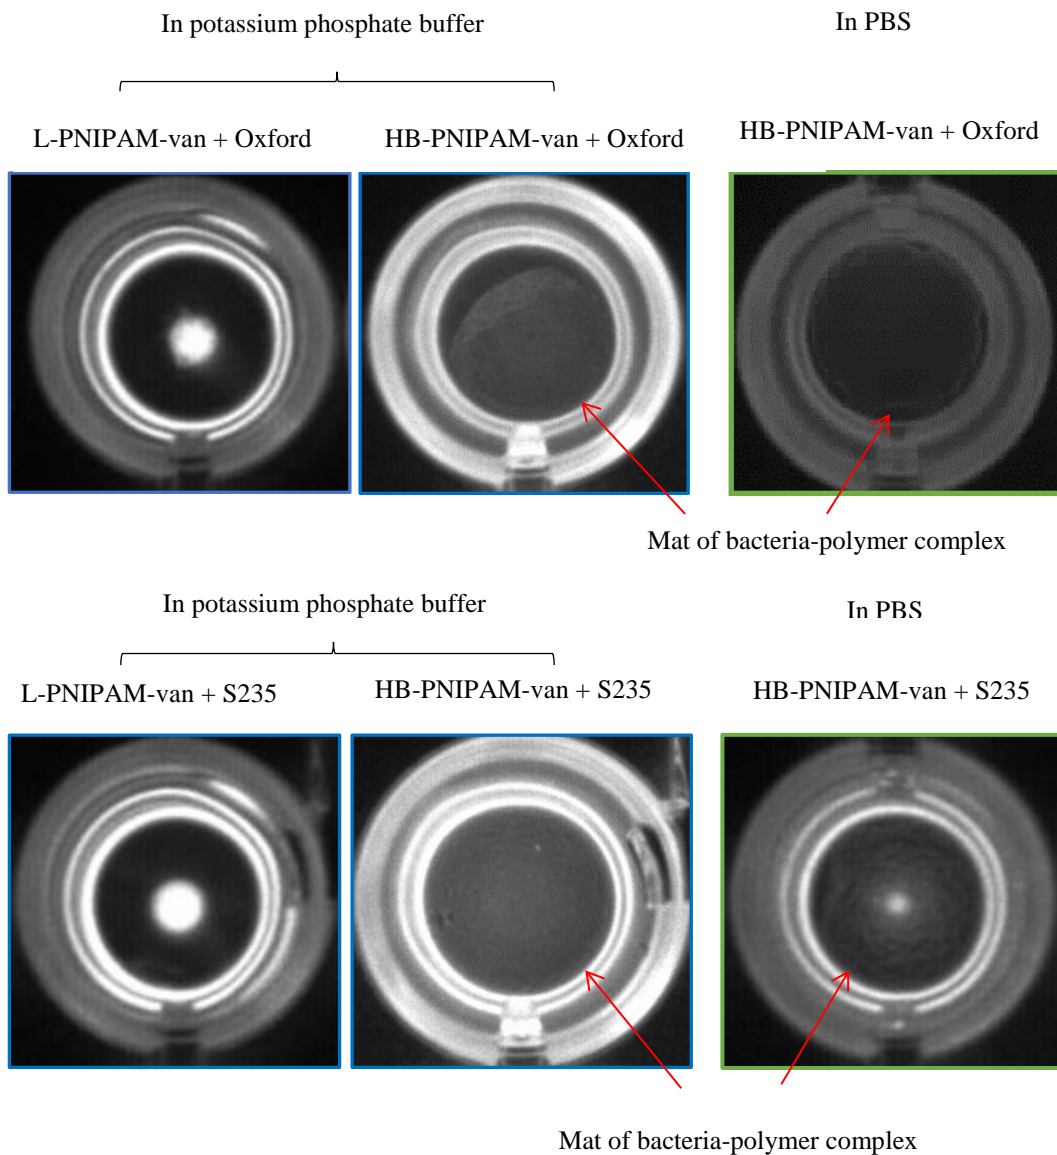 In potassium phosphate buffer
In PBS
L-PNIPAM-van + Oxford
HB-PNIPAM-van + Oxford
HB-PNIPAM-van + Oxford
Mat of bacteria-polymer complex
In potassium phosphate buffer
In PBS
L-PNIPAM-van + S235
HB-PNIPAM-van + S235
HB-PNIPAM-van + S235
Mat of bacteria-polymer complex